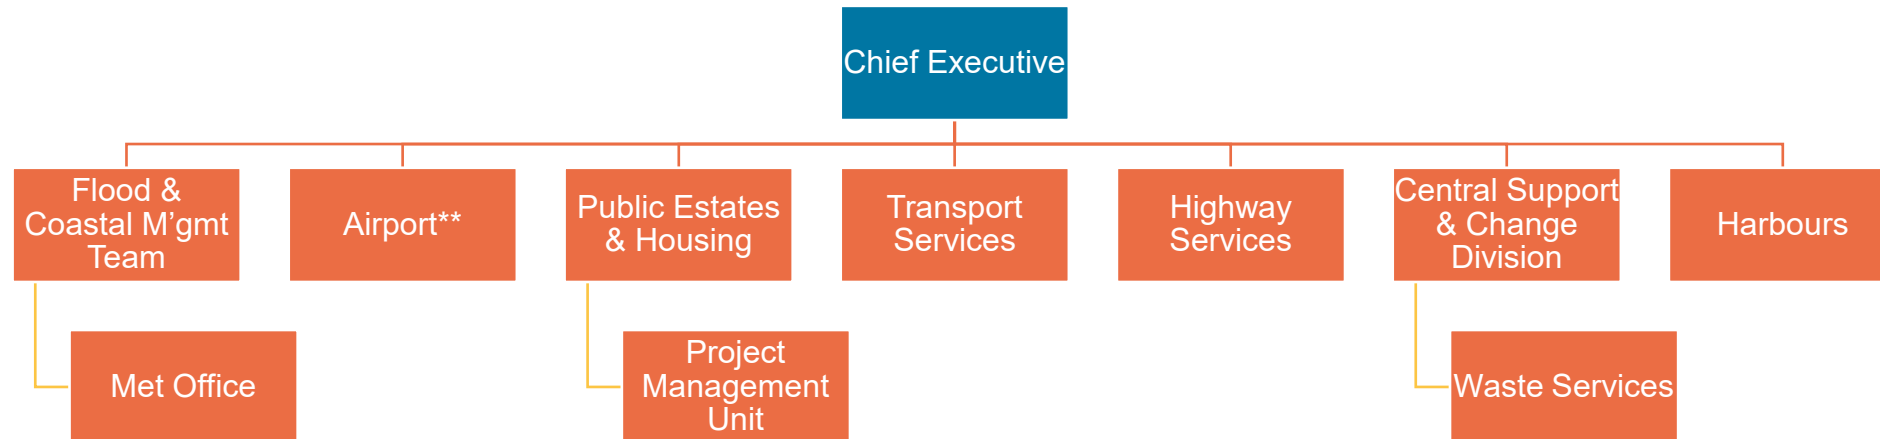 Chief Executive
Flood &
Coastal M’gmt
Team
Airport**
Public Estates
& Housing
Transport
Services
Highway
Services
Central Support
& Change
Division
Harbours
Met Office
Project
Management
Unit
Waste Services